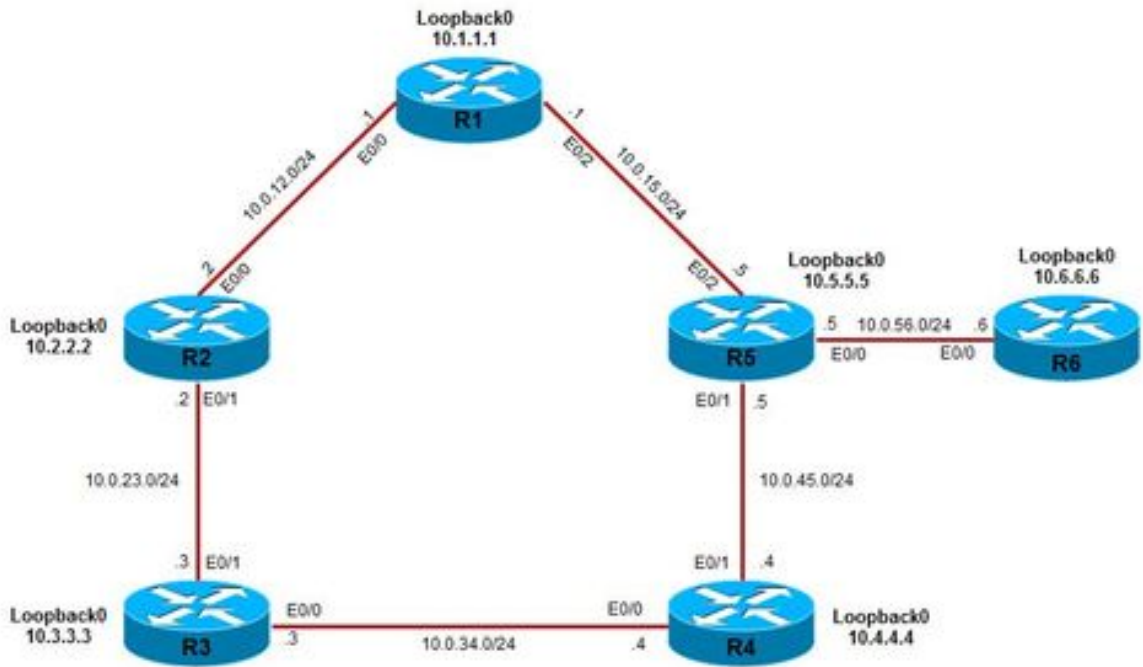 Loopback0
10.1.1.1
R1
.1
E0/0
.1
E0/2
10.0.12.0/24
10.0.15.0/24
.2
E0/0
.5
E0/2
Loopback0
10.2.2.2
R2
Loopback0
10.5.5.5
R5
.5
10.0.56.0/24
.6
E0/0
E0/0
Loopback0
10.6.6.6
R6
.2
E0/1
E0/1
.5
10.0.23.0/24
10.0.45.0/24
.3
E0/1
E0/1
.4
Loopback0
10.3.3.3
R3
E0/0
.3
10.0.34.0/24
E0/0
.4
R4
Loopback0
10.4.4.4